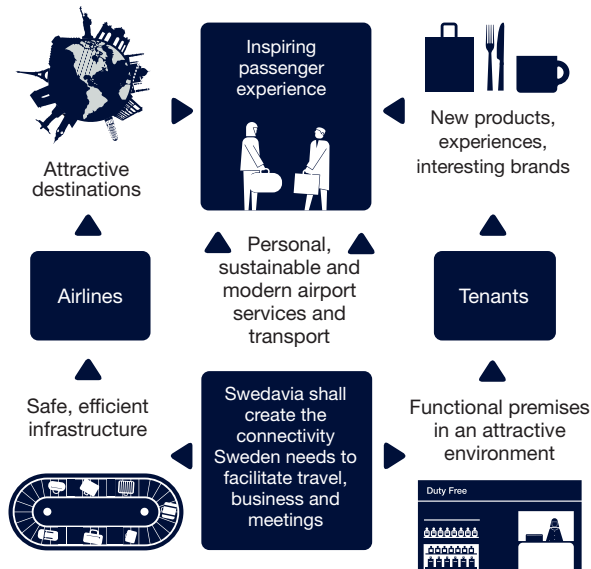 Inspiring
passenger
experience
New products,
experiences,
interesting brands
Attractive
destinations
Personal,
sustainable and
modern airport
services and
transport
Airlines
Tenants
Safe, efficient
infrastructure
Swedavia shall
create the
connectivity
Sweden needs to
facilitate travel,
business and
meetings
Functional premises
in an attractive
environment
Duty Free